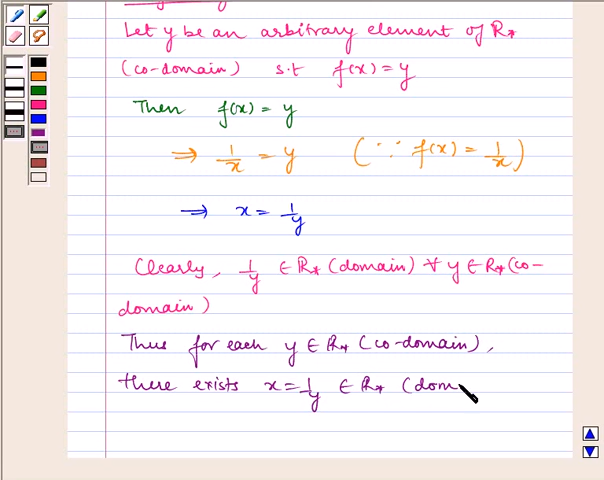 Let y be an arbitrary element of R*
(co-domain) s.t f(x) = y
Then f(x) = y
⇒ 1/x = y (∵ f(x) = 1/x)
⇒ x = 1/y
Clearly, 1/y ∈ R* (domain) ∀ y ∈ R* (co-
domain)
Thus for each y ∈ R* (co-domain),
there exists x = 1/y ∈ R* (dom